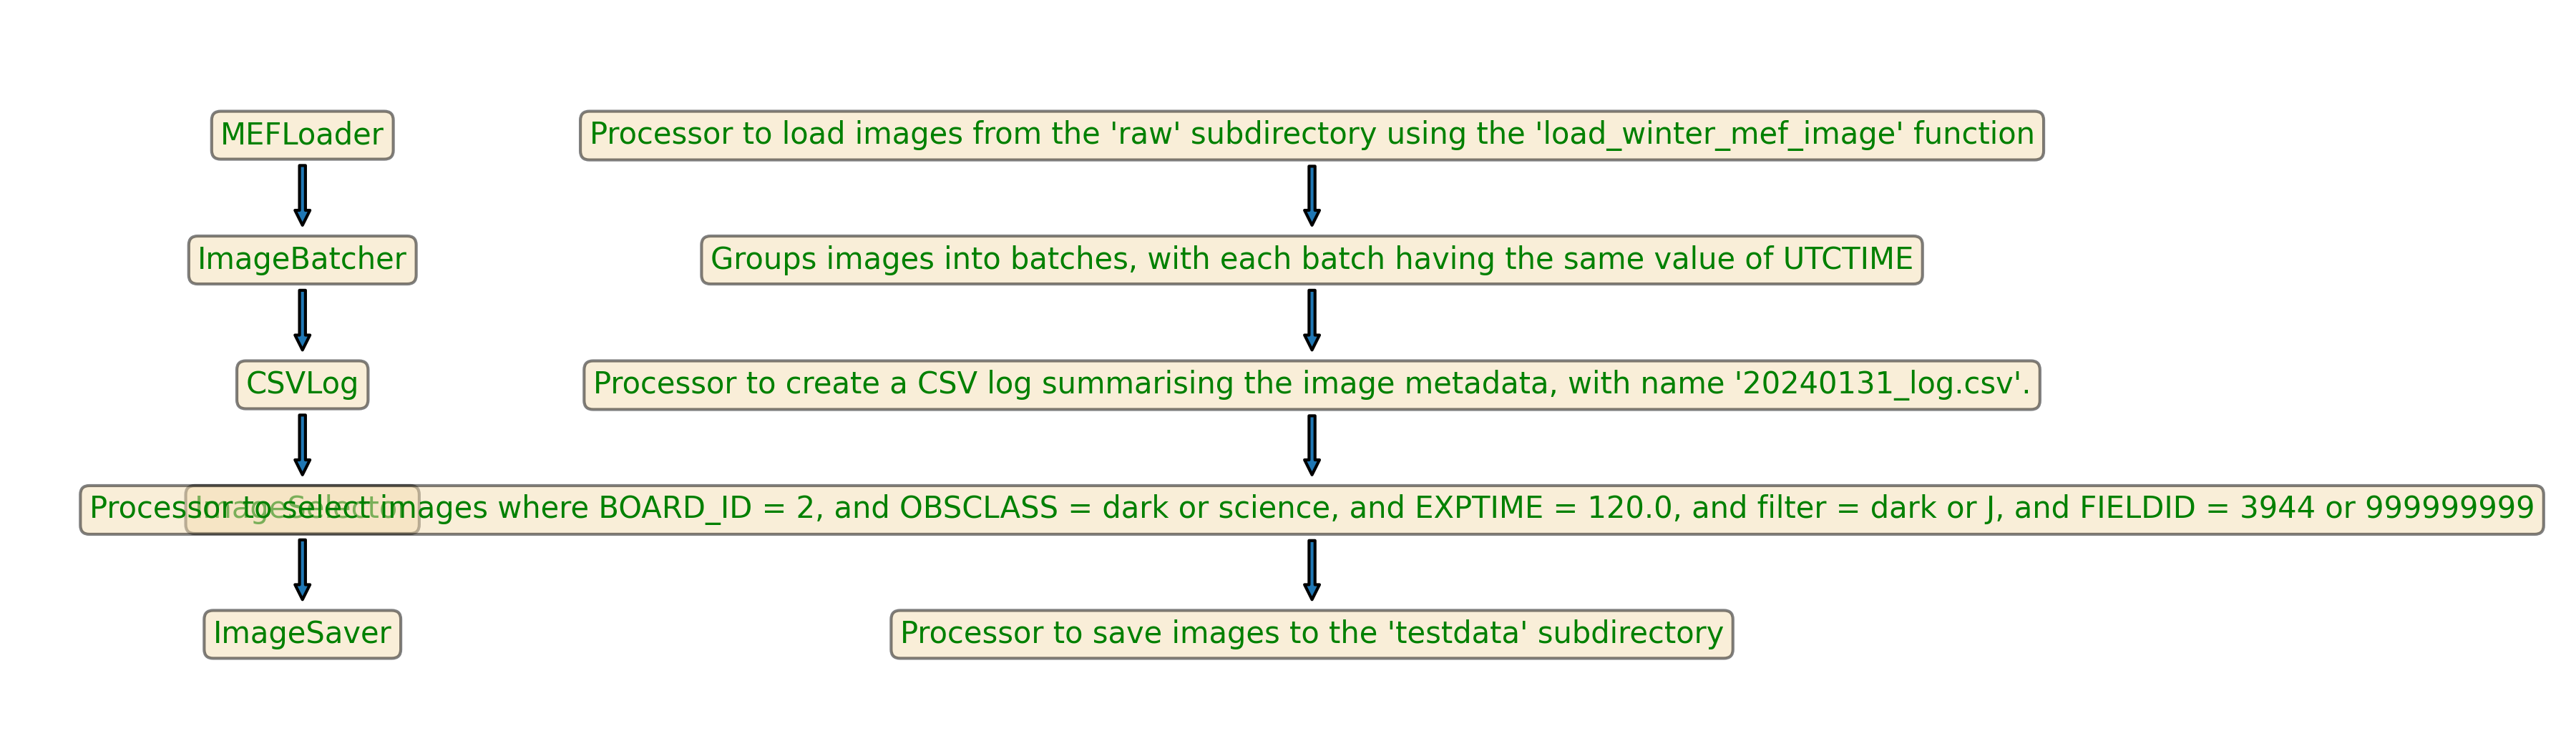 MEFLoader
Processor to load images from the 'raw' subdirectory using the 'load_winter_mef_image' function
ImageBatcher
Groups images into batches, with each batch having the same value of UTCTIME
CSVLog
Processor to create a CSV log summarising the image metadata, with name '20240131_log.csv'.
ImageSelector
Processor to select images where BOARD_ID = 2, and OBSCLASS = dark or science, and EXPTIME = 120.0, and filter = dark or J, and FIELDID = 3944 or 999999999
ImageSaver
Processor to save images to the 'testdata' subdirectory